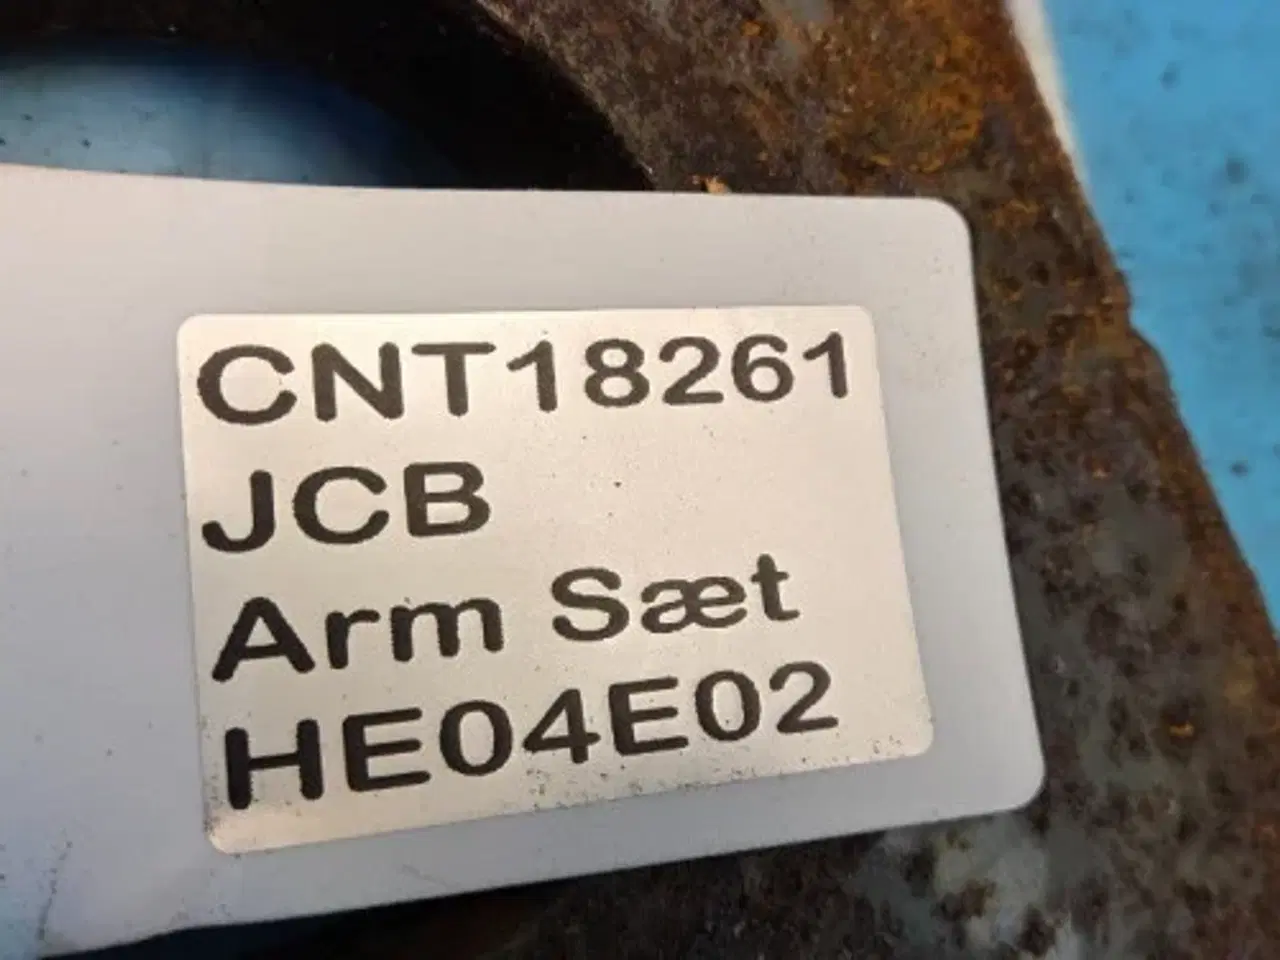 CNT18261
JCB
Arm Sæt
HE04E02